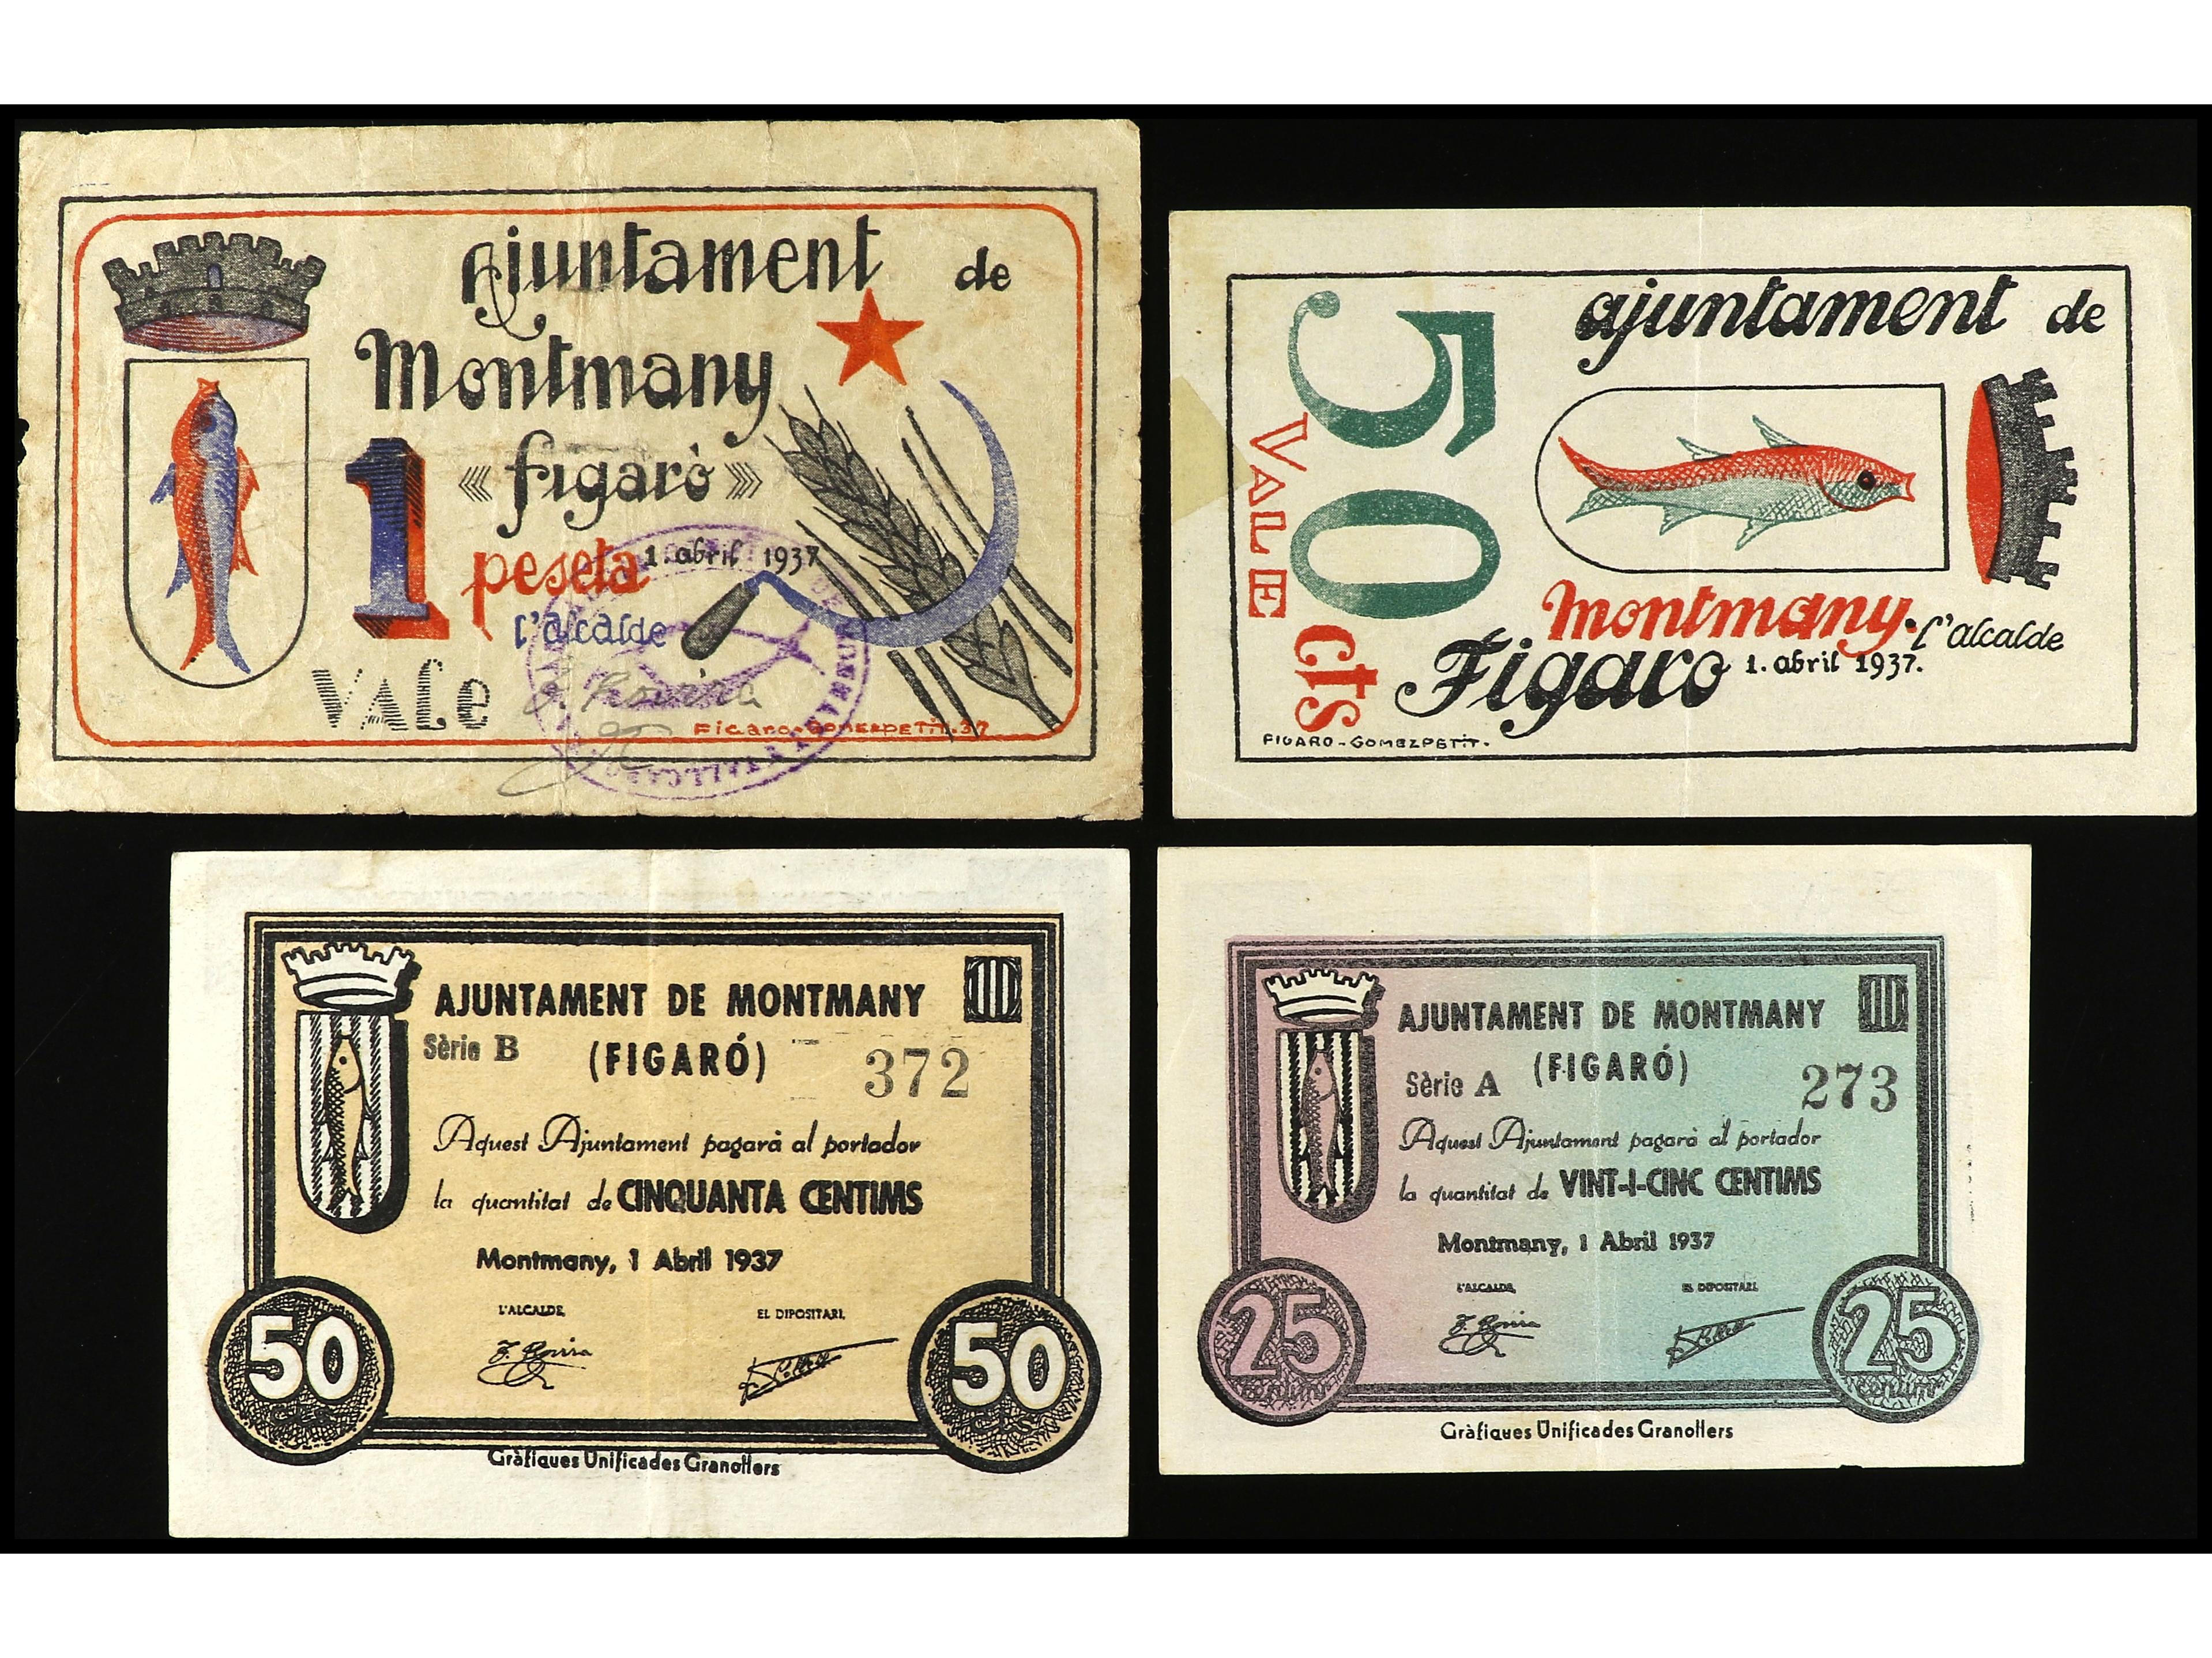 Ajuntament de
Montmany
« figarò »
1 peseta 1. abril 1937
l'alcalde
VALE
Figaro-Gomezpetit.37
ajuntament de
VALE
50
cts
Montmany.
Figaro
l'alcalde
1. abril 1937.
FIGARO-GOMEZPETIT.
AJUNTAMENT DE MONTMANY
Sèrie B (FIGARÓ) 372
Aquest Ajuntament pagarà al portador
la quantitat de CINQUANTA CENTIMS
Montmany, 1 Abril 1937
L'ALCALDE, EL DIPOSITARI,
50 50
Gràfiques Unificades Granollers
AJUNTAMENT DE MONTMANY
Sèrie A (FIGARÓ) 273
Aquest Ajuntament pagarà al portador
la quantitat de VINT-I-CINC CENTIMS
Montmany, 1 Abril 1937
L'ALCALDE, EL DIPOSITARI,
25 25
Gràfiques Unificades Granollers